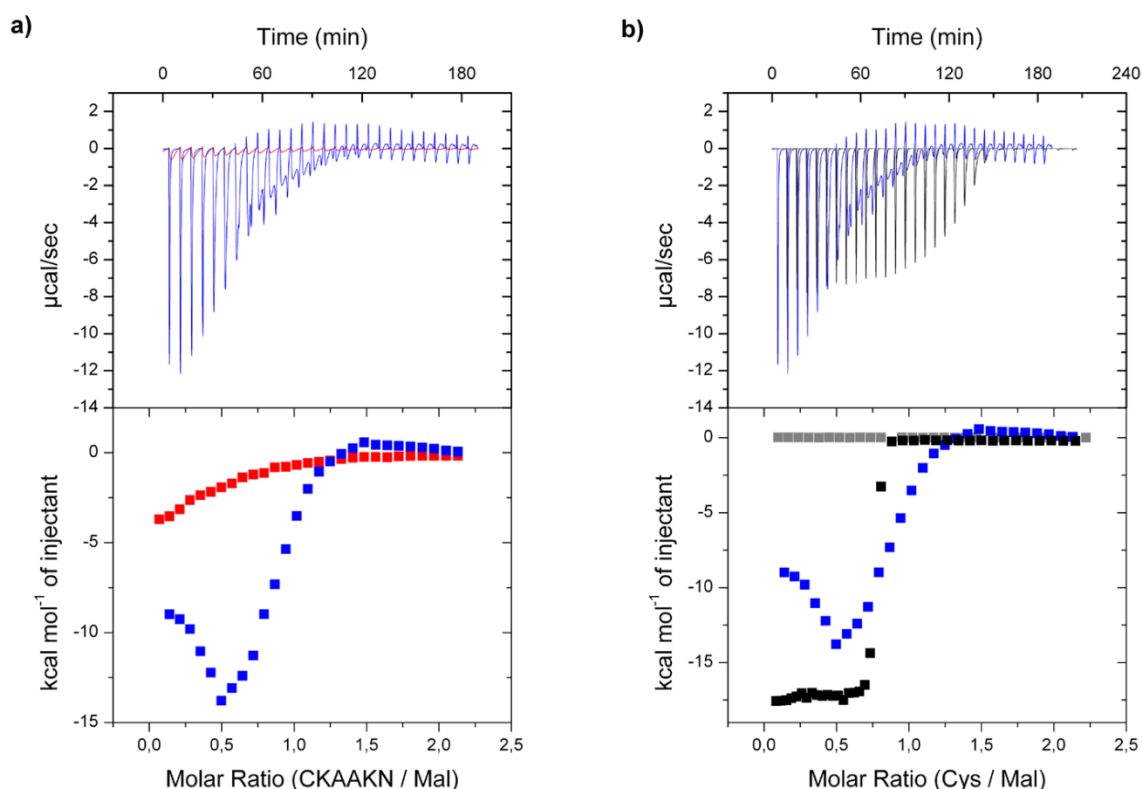 a)
Time (min)
0 60 120 180
2
0
-2
-4
-6
-8
-10
-12
-14
µcal/sec
0
-5
-10
-15
kcal mol⁻¹ of injectant
0,0 0,5 1,0 1,5 2,0 2,5
Molar Ratio (CKAAKN / Mal)
b)
Time (min)
0 60 120 180 240
2
0
-2
-4
-6
-8
-10
-12
-14
µcal/sec
0
-5
-10
-15
kcal mol⁻¹ of injectant
0,0 0,5 1,0 1,5 2,0 2,5
Molar Ratio (Cys / Mal)